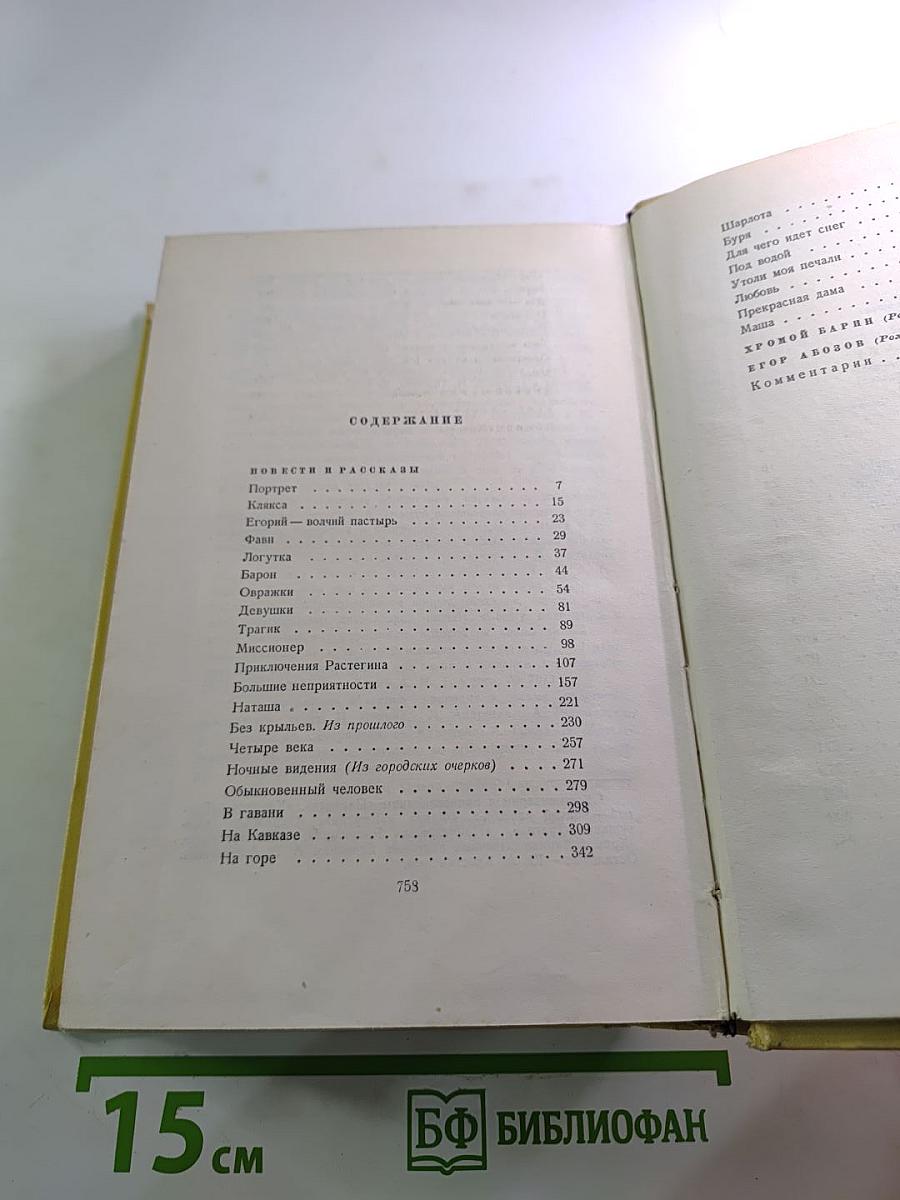 СОДЕРЖАНИЕ
ПОВЕСТИ И РАССКАЗЫ
Портрет . . . . . . . . . . . . . . . . . . . 7
Клякса . . . . . . . . . . . . . . . . . . . 15
Егорий — волчий пастырь . . . . . . . . . . . 23
Фавн . . . . . . . . . . . . . . . . . . . . 29
Логутка . . . . . . . . . . . . . . . . . . . 37
Барон . . . . . . . . . . . . . . . . . . . 44
Овражки . . . . . . . . . . . . . . . . . . 54
Девушки . . . . . . . . . . . . . . . . . . 81
Трагик . . . . . . . . . . . . . . . . . . . 89
Миссионер . . . . . . . . . . . . . . . . . 98
Приключения Растегина . . . . . . . . . . . . 107
Большие неприятности . . . . . . . . . . . . . 157
Наташа . . . . . . . . . . . . . . . . . . . 221
Без крыльев. Из прошлого . . . . . . . . . . . 230
Четыре века . . . . . . . . . . . . . . . . . 257
Ночные видения (Из городских очерков) . . . . 271
Обыкновенный человек . . . . . . . . . . . . 279
В гавани . . . . . . . . . . . . . . . . . . . 298
На Кавказе . . . . . . . . . . . . . . . . . . 309
На горе . . . . . . . . . . . . . . . . . . . 342
758
Шарлота . . . . . . . .
Буря . . . . . . . . .
Для чего идет снег . . . .
Под водой . . . . . . .
Утоли моя печали . . . .
Любовь . . . . . . . .
Прекрасная дама . . . .
Маша . . . . . . . . .
ХРОМОЙ БАРИН (Ро
ЕГОР АБОЗОВ (Ром
Комментарии . .
15 см
БФ БИБЛИОФАН